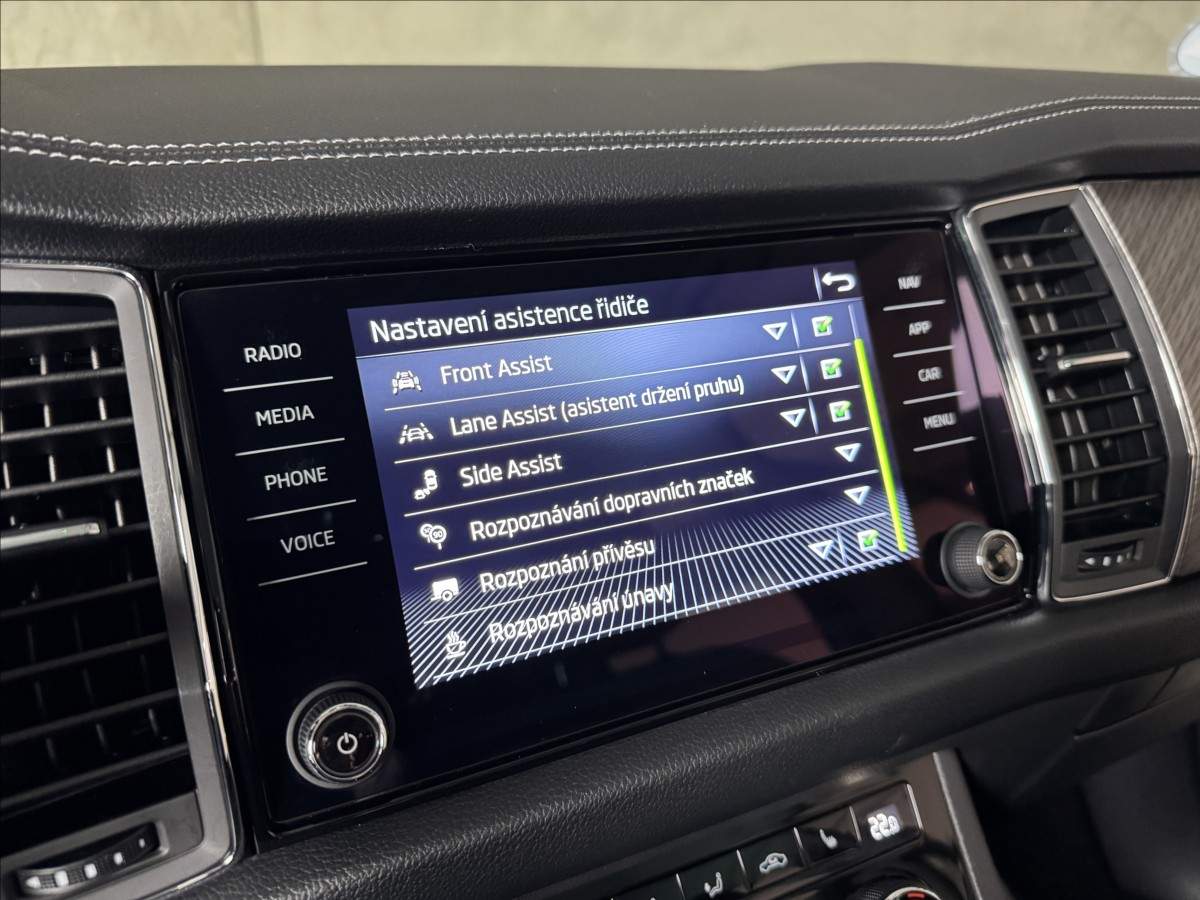 RADIO
MEDIA
PHONE
VOICE
Nastavení asistence řidiče
Front Assist
Lane Assist (asistent držení pruhu)
Side Assist
Rozpoznávání dopravních značek
90
Rozpoznání přívěsu
Rozpoznávání únavy
NAV
APP
CAR
MENU
22.0